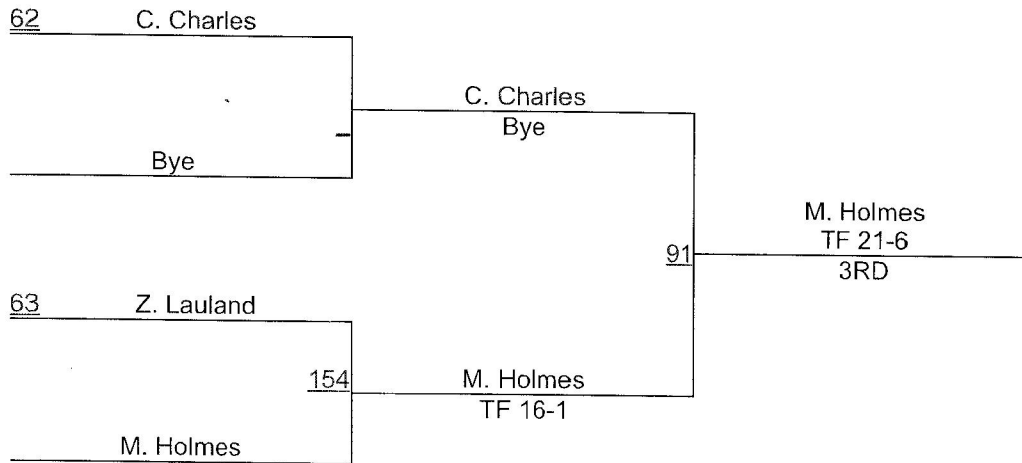 62 C. Charles
C. Charles
Bye
Bye
M. Holmes
TF 21-6
91
3RD
63 Z. Lauland
154
M. Holmes
TF 16-1
M. Holmes